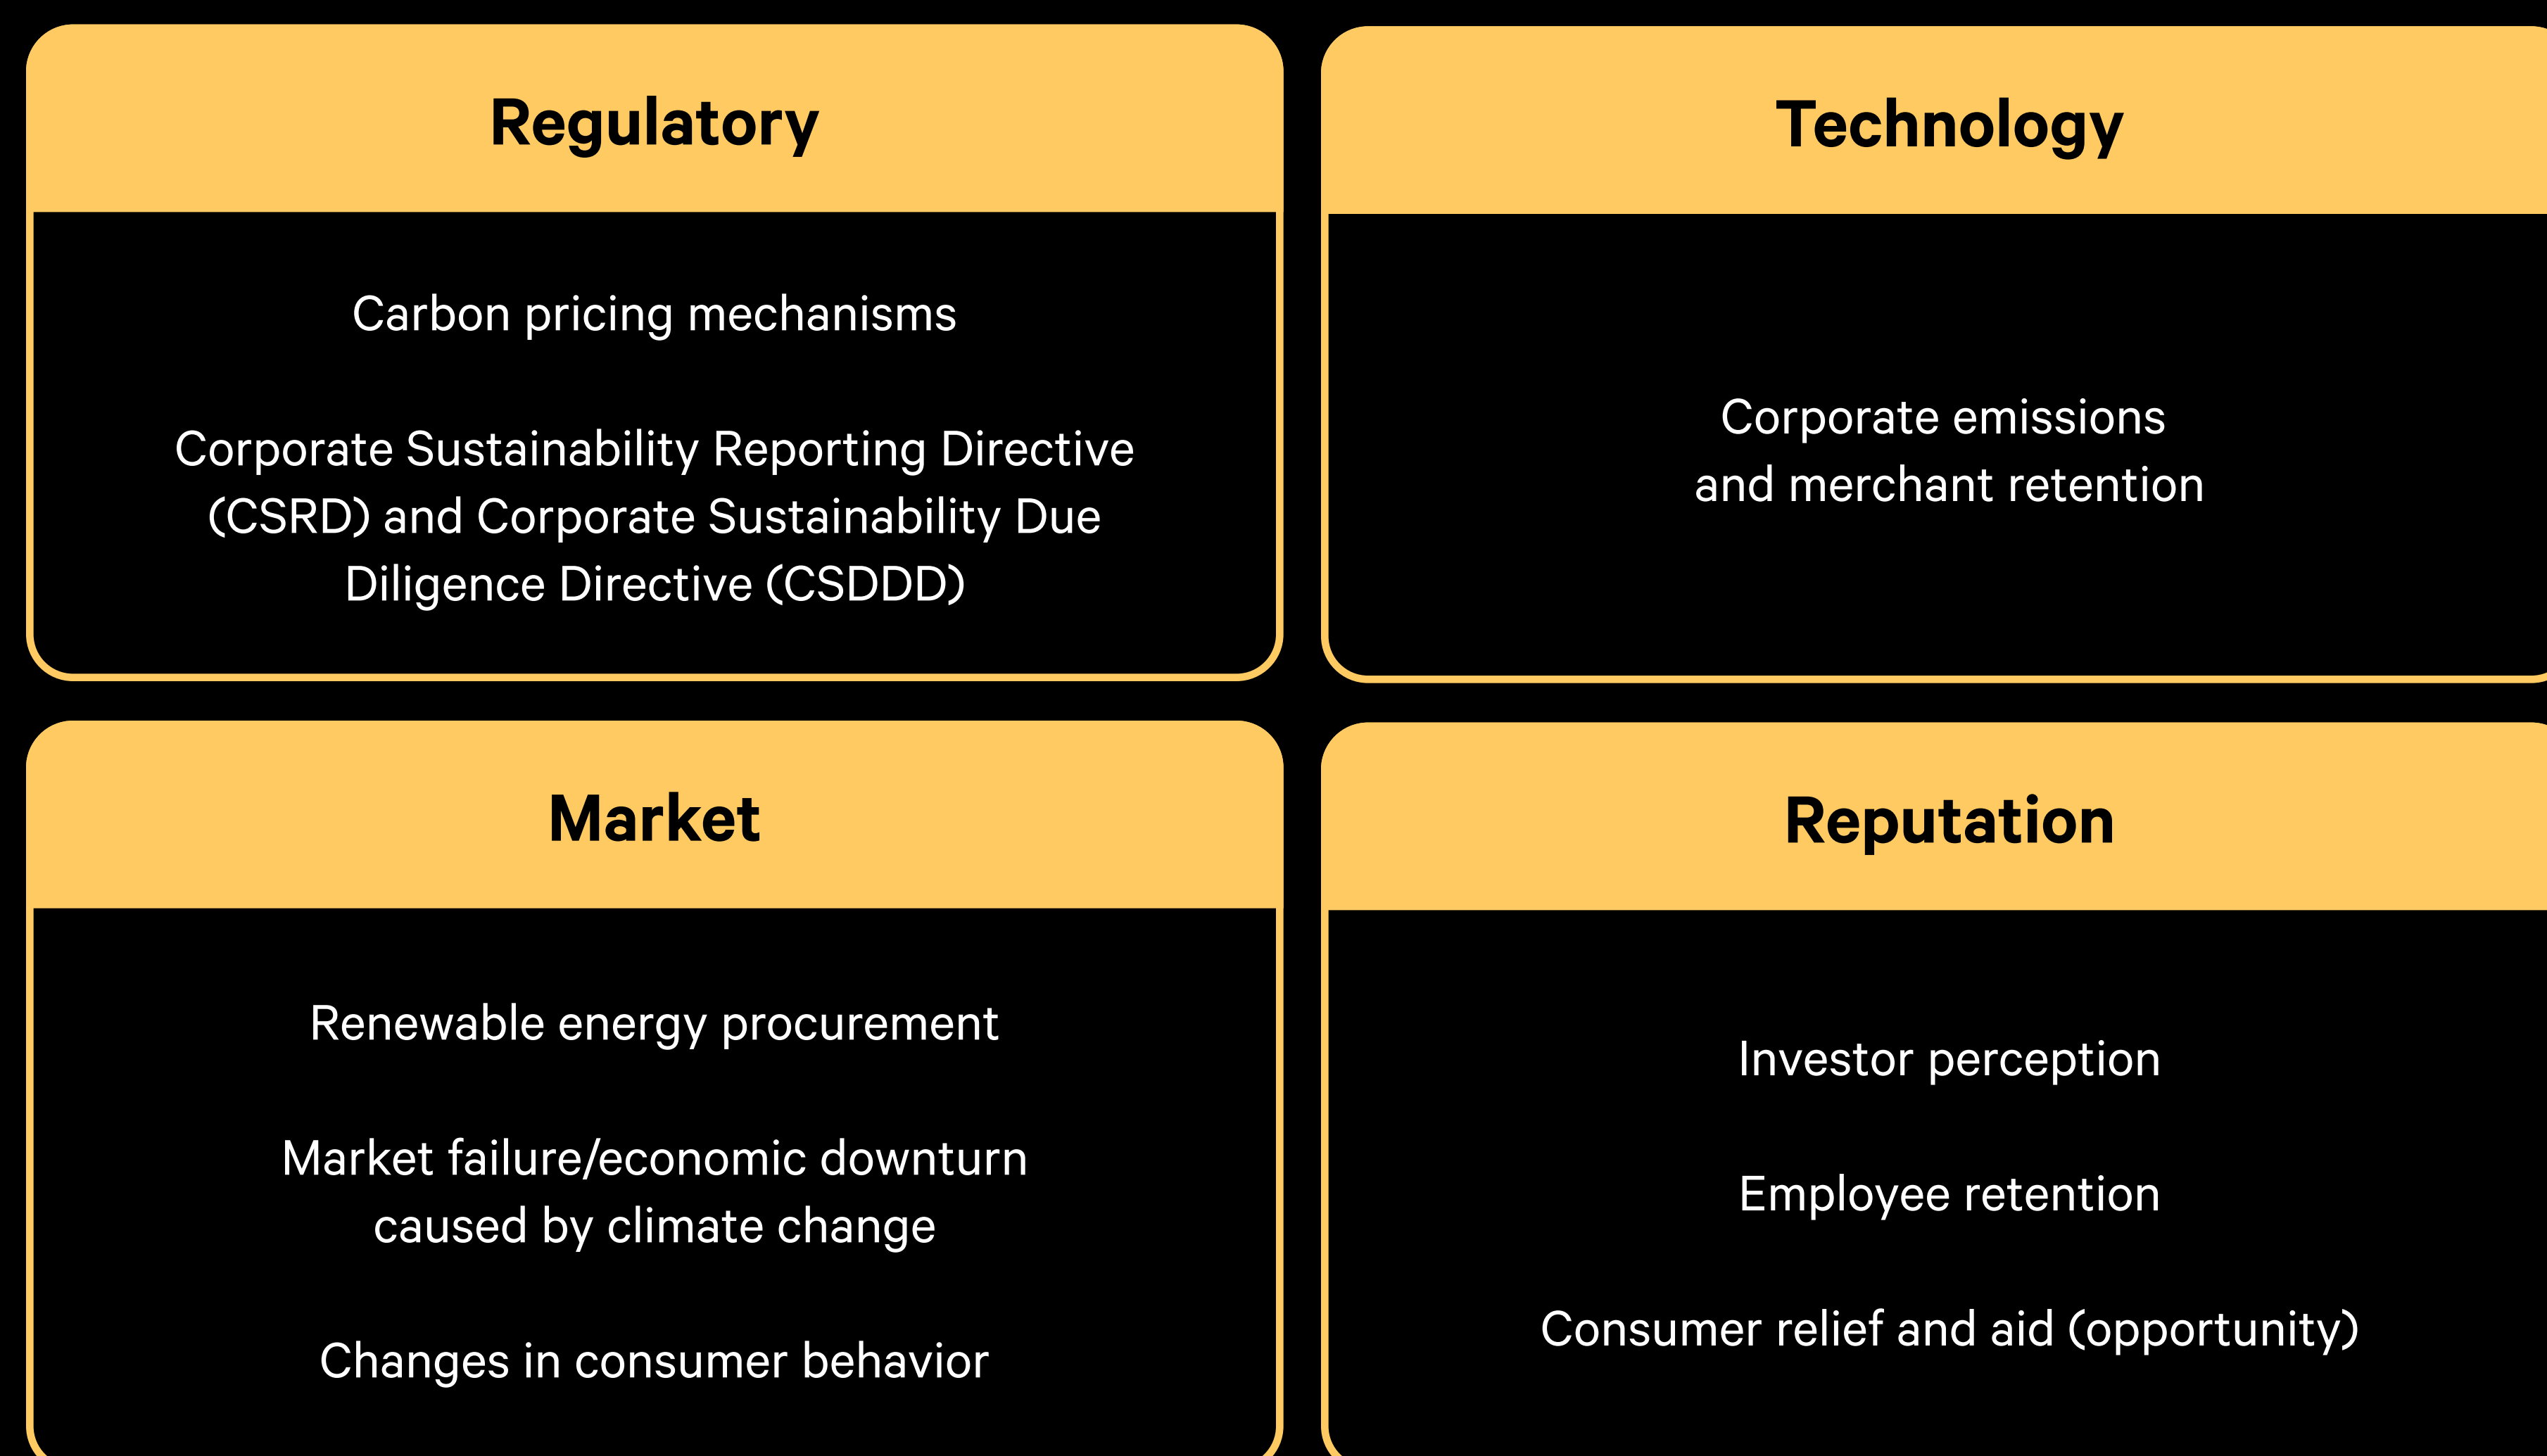 Regulatory
Carbon pricing mechanisms
Corporate Sustainability Reporting Directive
(CSRD) and Corporate Sustainability Due
Diligence Directive (CSDDD)
Technology
Corporate emissions
and merchant retention
Market
Renewable energy procurement
Market failure/economic downturn
caused by climate change
Changes in consumer behavior
Reputation
Investor perception
Employee retention
Consumer relief and aid (opportunity)